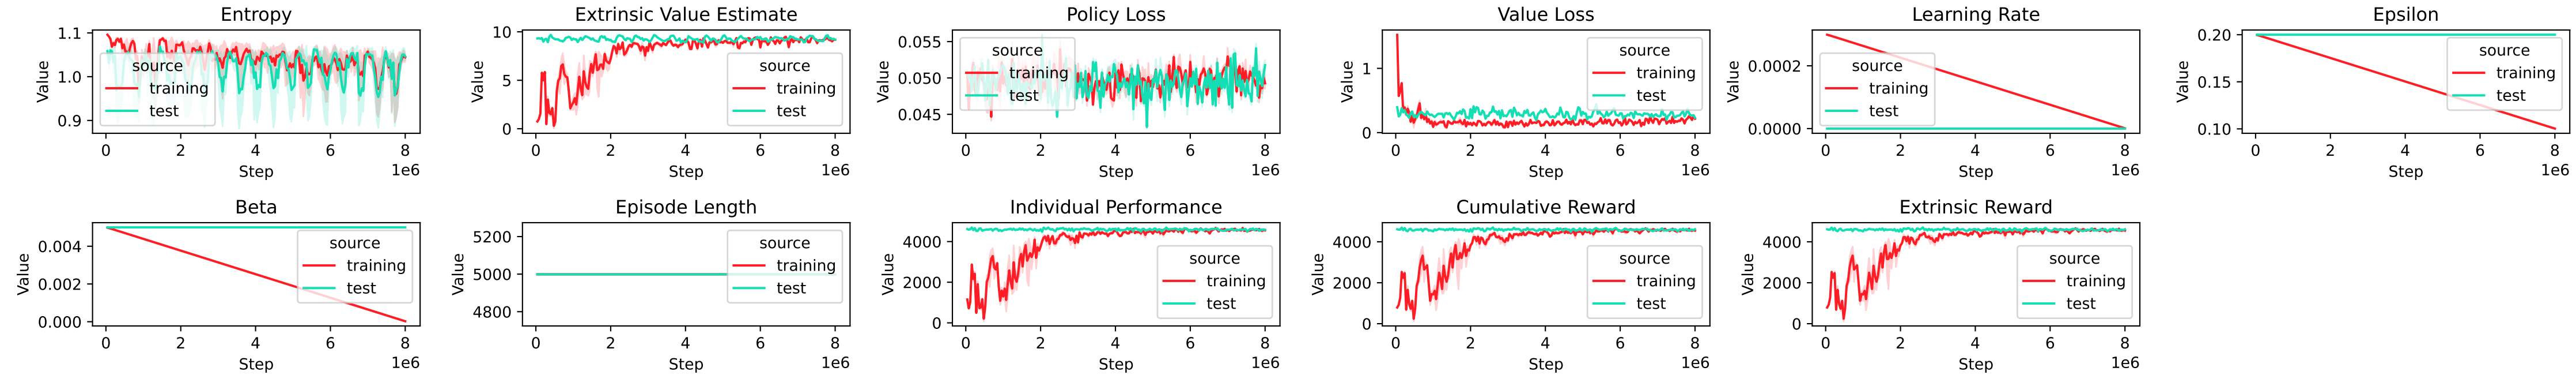 Entropy
Value
1.1
1.0
0.9
0 2 4 6 8
Step
1e6
source
training
test
Extrinsic Value Estimate
Value
10
5
0
0 2 4 6 8
Step
1e6
source
training
test
Policy Loss
Value
0.055
0.050
0.045
0 2 4 6 8
Step
1e6
source
training
test
Value Loss
Value
1
0
0 2 4 6 8
Step
1e6
source
training
test
Learning Rate
Value
0.0002
0.0000
0 2 4 6 8
Step
1e6
source
training
test
Epsilon
Value
0.20
0.15
0.10
0 2 4 6 8
Step
1e6
source
training
test
Beta
Value
0.004
0.002
0.000
0 2 4 6 8
Step
1e6
source
training
test
Episode Length
Value
5200
5000
4800
0 2 4 6 8
Step
1e6
source
training
test
Individual Performance
Value
4000
2000
0
0 2 4 6 8
Step
1e6
source
training
test
Cumulative Reward
Value
4000
2000
0
0 2 4 6 8
Step
1e6
source
training
test
Extrinsic Reward
Value
4000
2000
0
0 2 4 6 8
Step
1e6
source
training
test